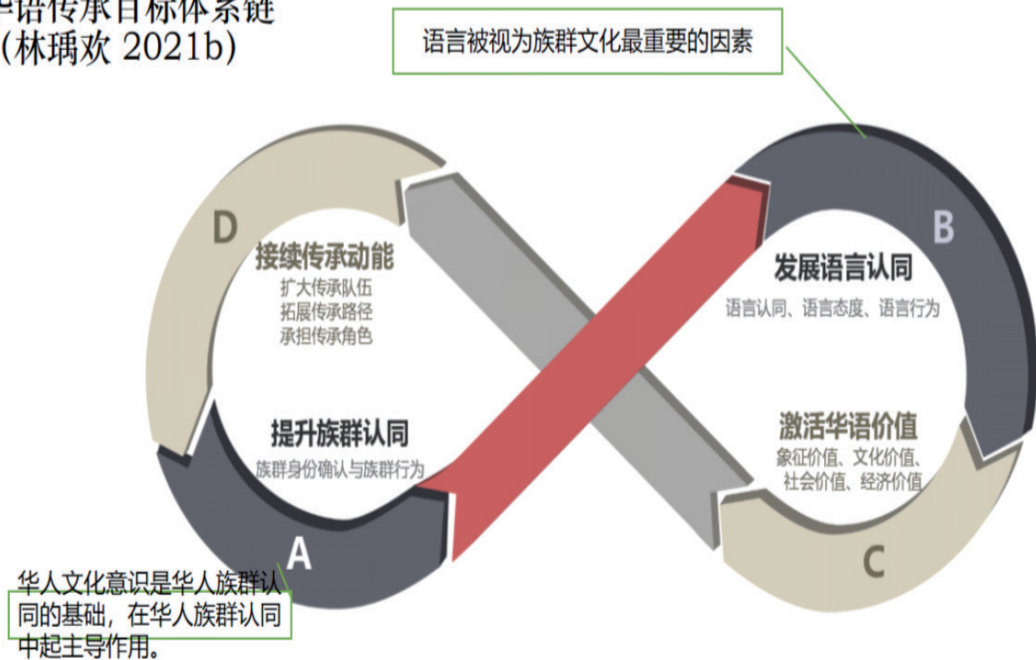 华语传承目标体系链
(林瑀欢 2021b)
语言被视为族群文化最重要的因素
D
接续传承动能
扩大传承队伍
拓展传承路径
承担传承角色
B
发展语言认同
语言认同、语言态度、语言行为
提升族群认同
族群身份确认与族群行为
激活华语价值
象征价值、文化价值、
社会价值、经济价值
A
C
华人文化意识是华人族群认
同的基础，在华人族群认同
中起主导作用。